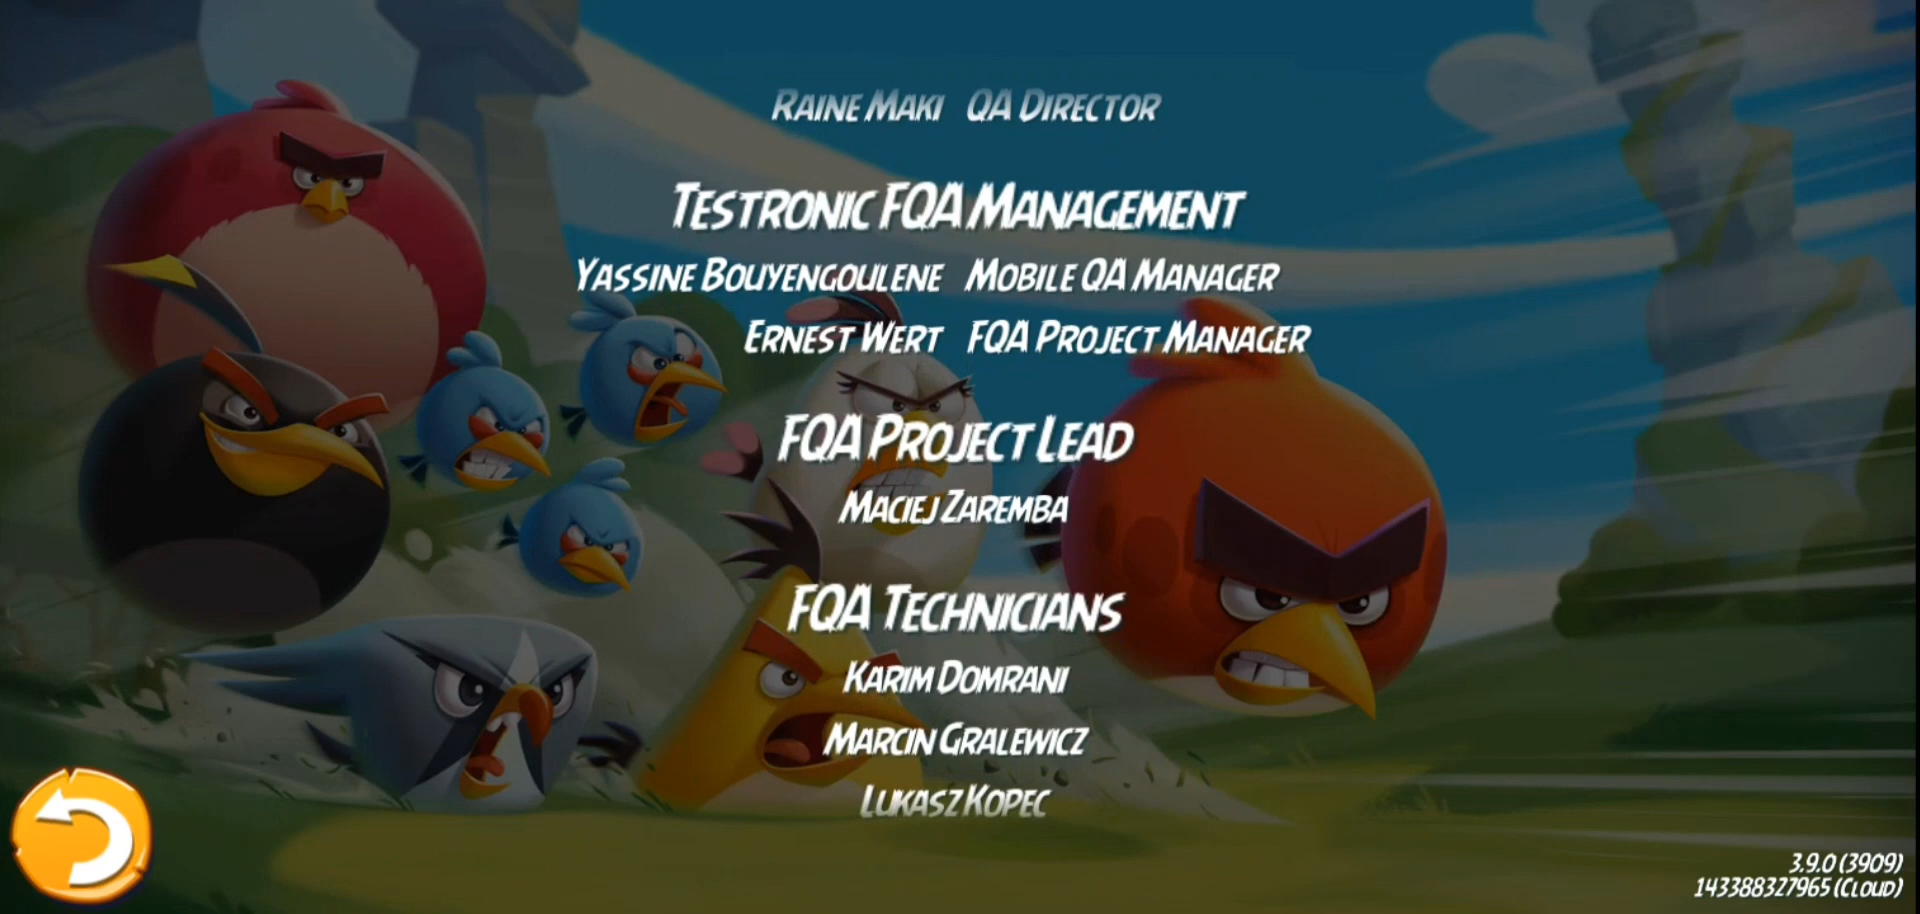 Raine Maki QA Director
Testronic FQA Management
Yassine Bouyengoulene Mobile QA Manager
Ernest Wert FQA Project Manager
FQA Project Lead
Maciej Zaremba
FQA Technicians
Karim Domrani
Marcin Gralewicz
Lukasz Kopec
3.9.0 (3909)
143388327965 (Cloud)